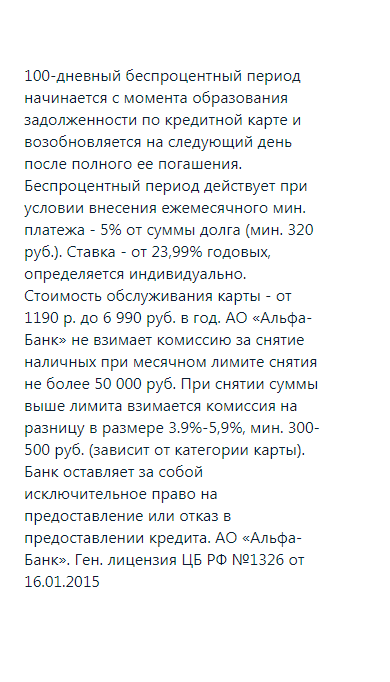 100-дневный беспроцентный период
начинается с момента образования
задолженности по кредитной карте и
возобновляется на следующий день
после полного ее погашения.
Беспроцентный период действует при
условии внесения ежемесячного мин.
платежа - 5% от суммы долга (мин. 320
руб.). Ставка - от 23,99% годовых,
определяется индивидуально.
Стоимость обслуживания карты - от
1190 р. до 6 990 руб. в год. АО «Альфа-
Банк» не взимает комиссию за снятие
наличных при месячном лимите снятия
не более 50 000 руб. При снятии суммы
выше лимита взимается комиссия на
разницу в размере 3.9%-5,9%, мин. 300-
500 руб. (зависит от категории карты).
Банк оставляет за собой
исключительное право на
предоставление или отказ в
предоставлении кредита. АО «Альфа-
Банк». Ген. лицензия ЦБ РФ №1326 от
16.01.2015